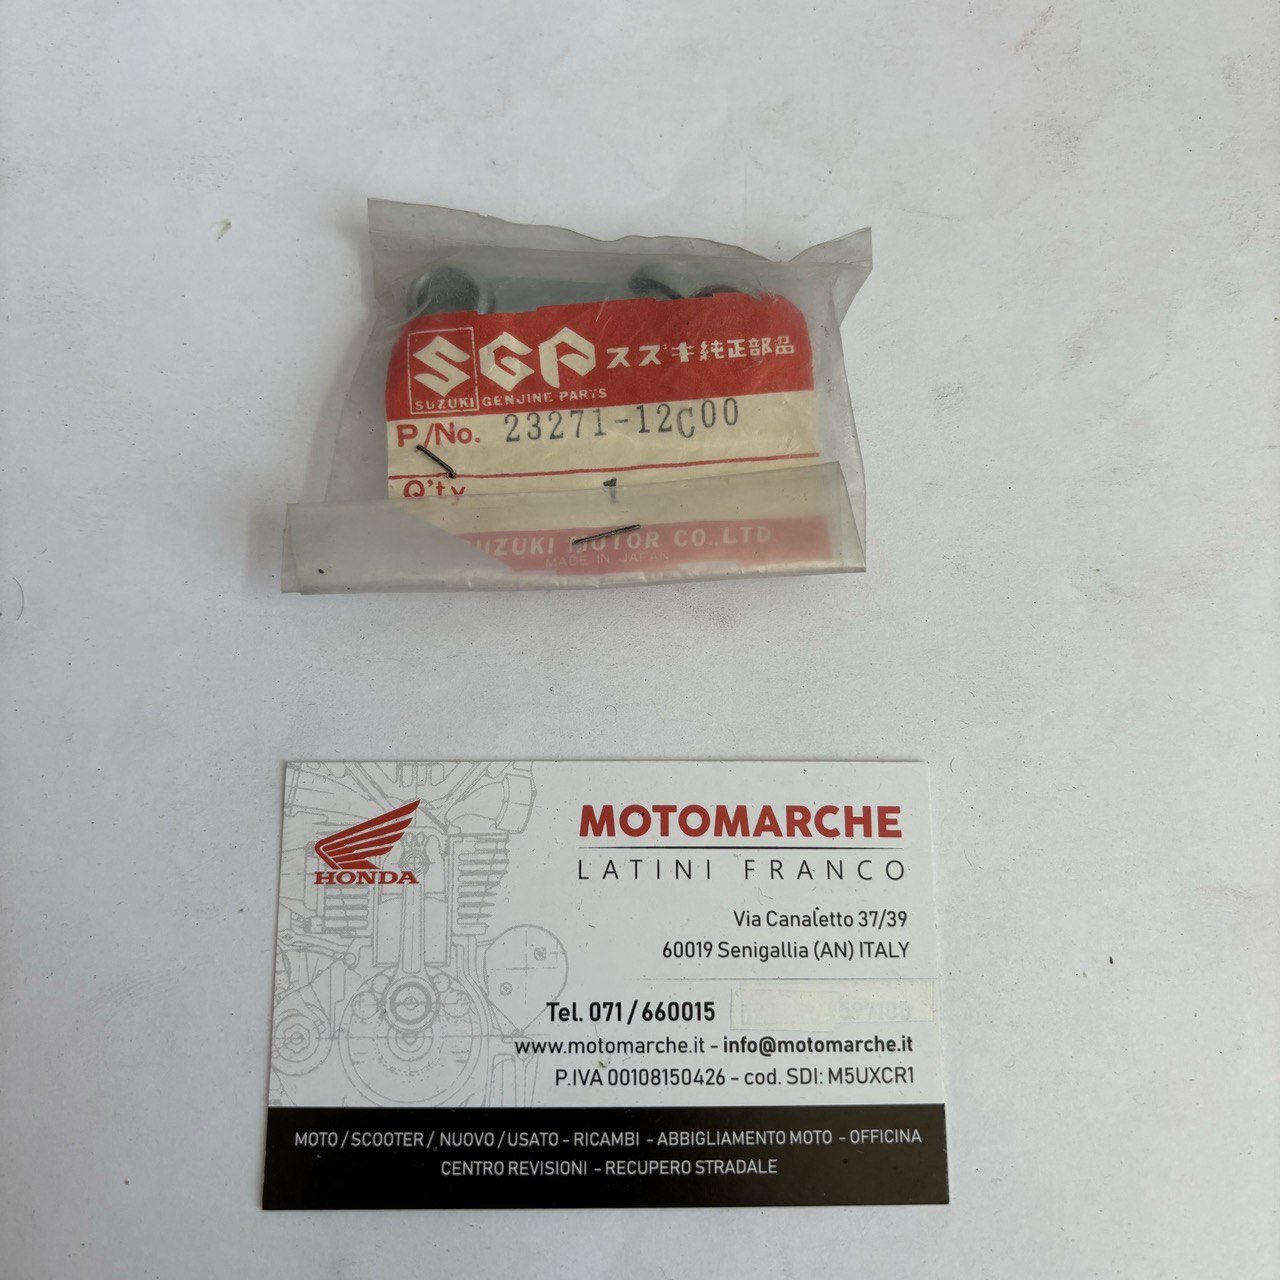 SGP スズキ純正部品
SUZUKI GENUINE PARTS
P/No. 23271-12C00
Q'ty 1
SUZUKI MOTOR CO.,LTD.
MADE IN JAPAN
HONDA
MOTOMARCHE
LATINI FRANCO
Via Canaletto 37/39
60019 Senigallia (AN) ITALY
Tel. 071/660015
www.motomarche.it - info@motomarche.it
P.IVA 00108150426 - cod. SDI: M5UXCR1
MOTO / SCOOTER / NUOVO / USATO - RICAMBI - ABBIGLIAMENTO MOTO - OFFICINA
CENTRO REVISIONI - RECUPERO STRADALE